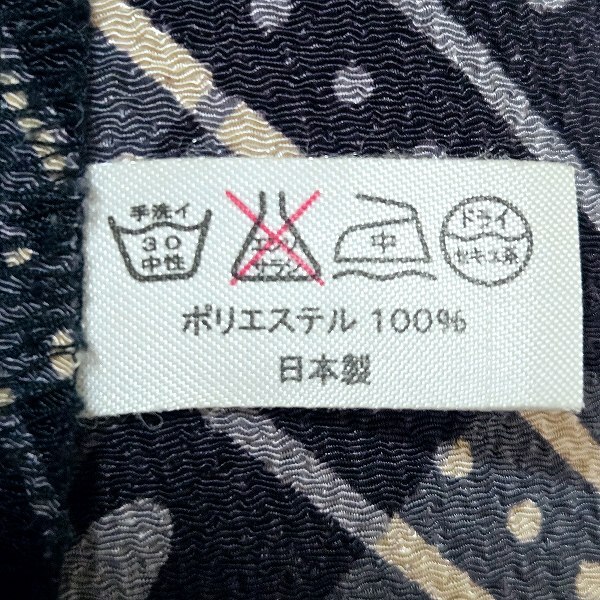 手洗イ
30
中性
エンソ
サラシ
中
ドライ
セキユ系
ポリエステル 100%
日本製